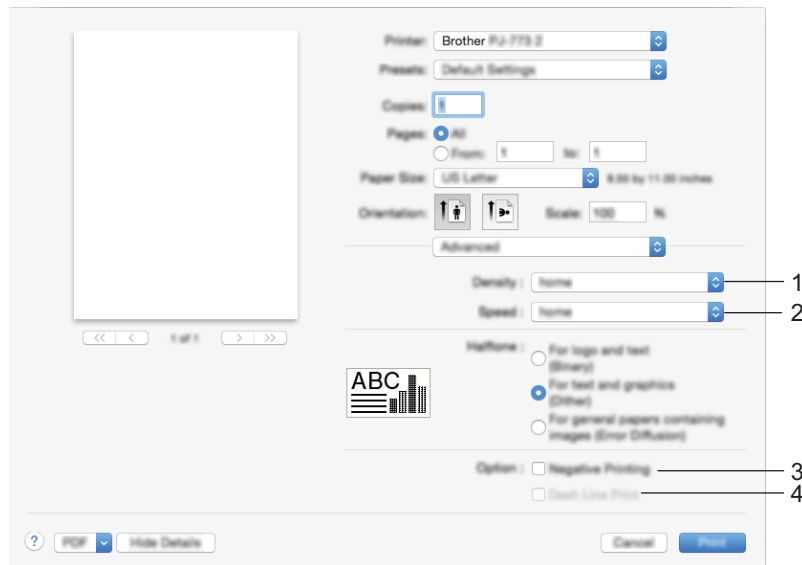 Printer: Brother PJ-773 2
Presets: Default Settings
Copies: 1
Pages: All
From: 1 to: 1
Paper Size: US Letter 8.50 by 11.00 inches
Orientation: Scale: 100 %
Advanced
Density : home 1
Speed : home 2
1 of 1
Halftone : For logo and text
(Binary)
ABC
For text and graphics
(Dither)
For general papers containing
images (Error Diffusion)
Option : Negative Printing 3
Dash Line Print 4
? PDF Hide Details Cancel Print